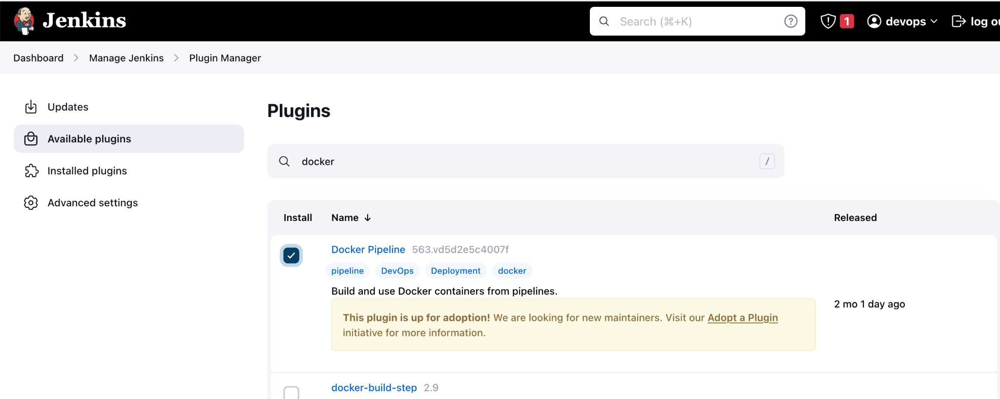 Jenkins
Search (⌘+K)
?
1
devops
log ou
Dashboard
Manage Jenkins
Plugin Manager
Updates
Available plugins
Installed plugins
Advanced settings
Plugins
docker
/
Install
Name ↓
Released
Docker Pipeline 563.vd5d2e5c4007f
pipeline
DevOps
Deployment
docker
Build and use Docker containers from pipelines.
This plugin is up for adoption! We are looking for new maintainers. Visit our Adopt a Plugin
initiative for more information.
2 mo 1 day ago
docker-build-step 2.9